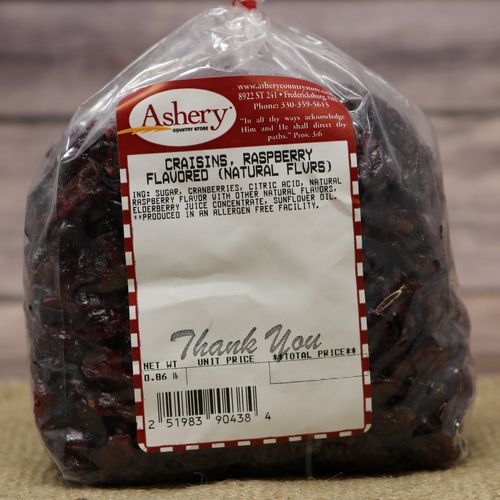 www.asherycountrystore.com
8922 ST 241 • Fredericksburg, OH
Phone: 330-359-5615
Ashery
COUNTRY STORE
"In all thy ways acknowledge
Him and He shall direct thy
paths." Prov. 3:6
CRAISINS, RASPBERRY
FLAVORED (NATURAL FLVRS)
ING: SUGAR, CRANBERRIES, CITRIC ACID, NATURAL
RASPBERRY FLAVOR WITH OTHER NATURAL FLAVORS,
ELDERBERRY JUICE CONCENTRATE, SUNFLOWER OIL.
**PRODUCED IN AN ALLERGEN FREE FACILITY.
Thank You
NET WT UNIT PRICE **TOTAL PRICE**
0.86 lb
2 51983 90438 4